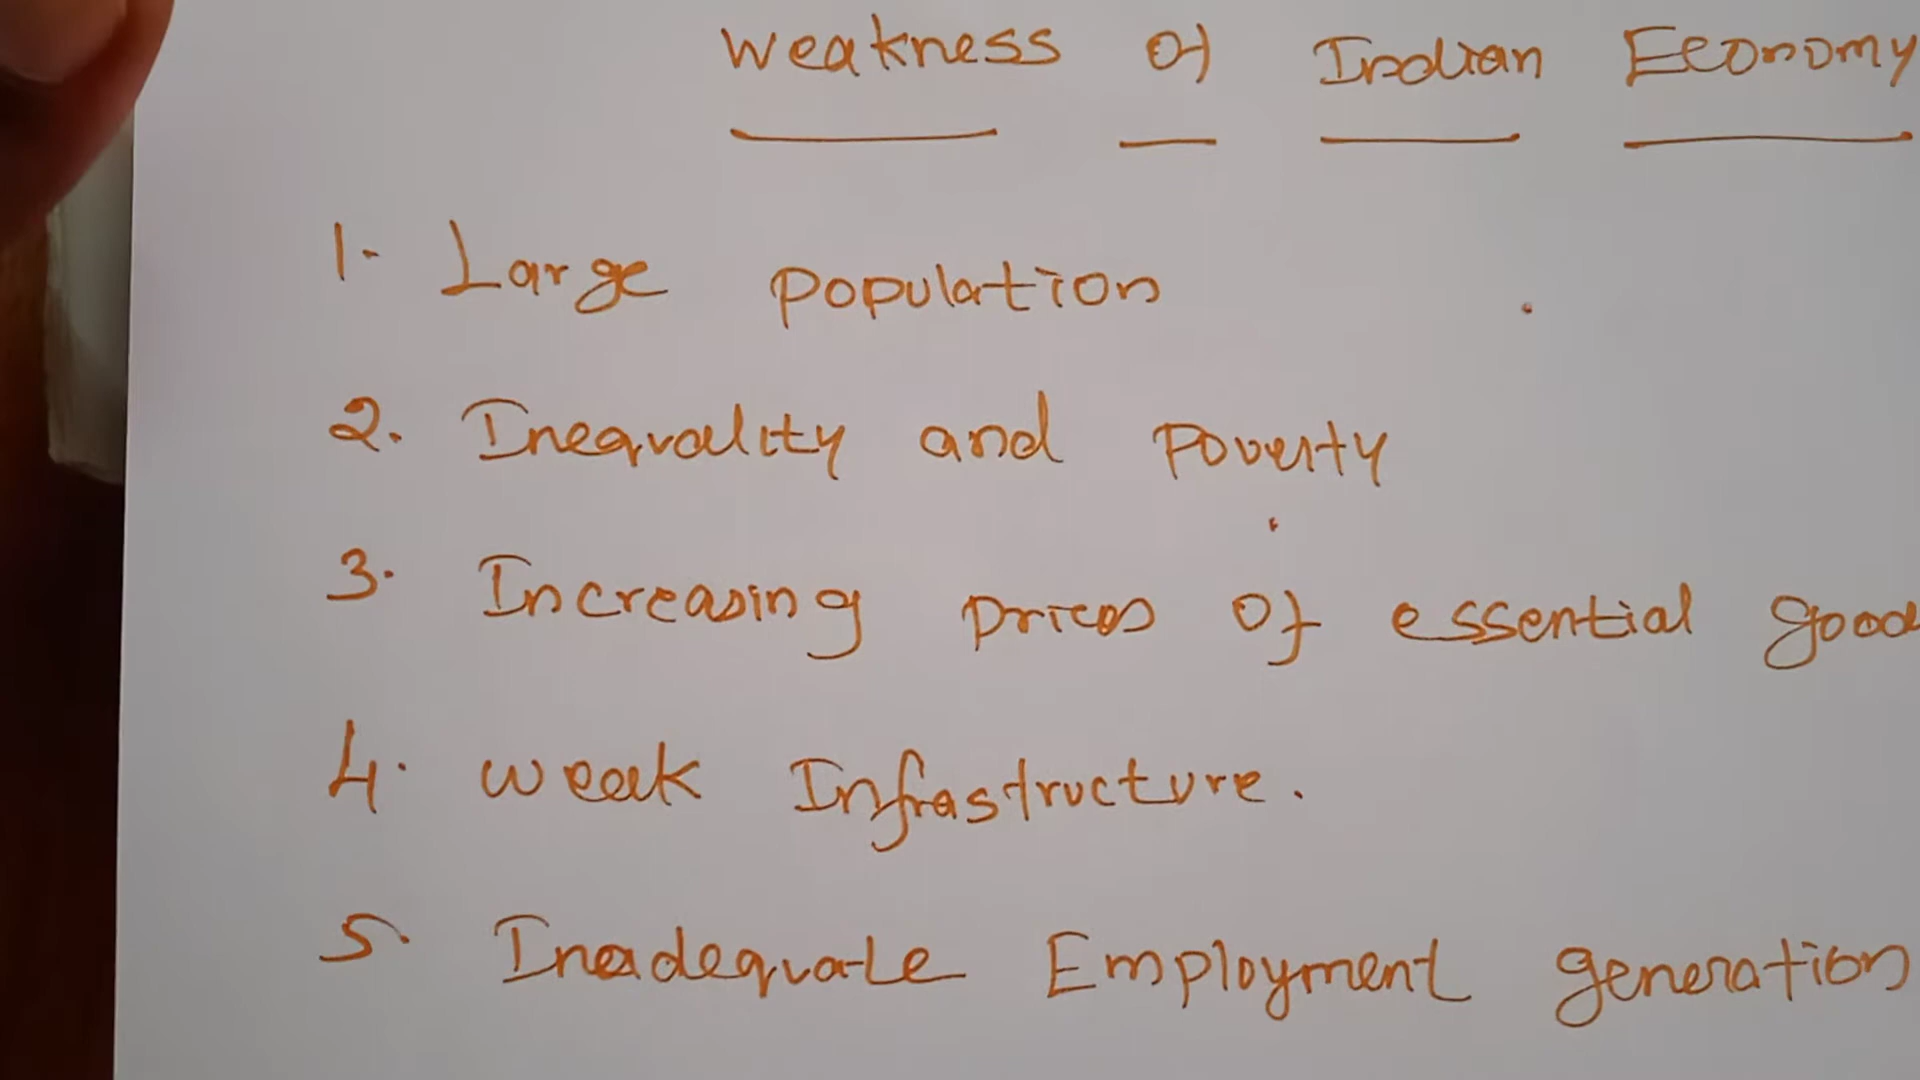 Weakness of Indian Economy
1. Large population
2. Inequality and Poverty
3. Increasing prices of essential good
4. Weak Infrastructure.
5. Inadequate Employment generation